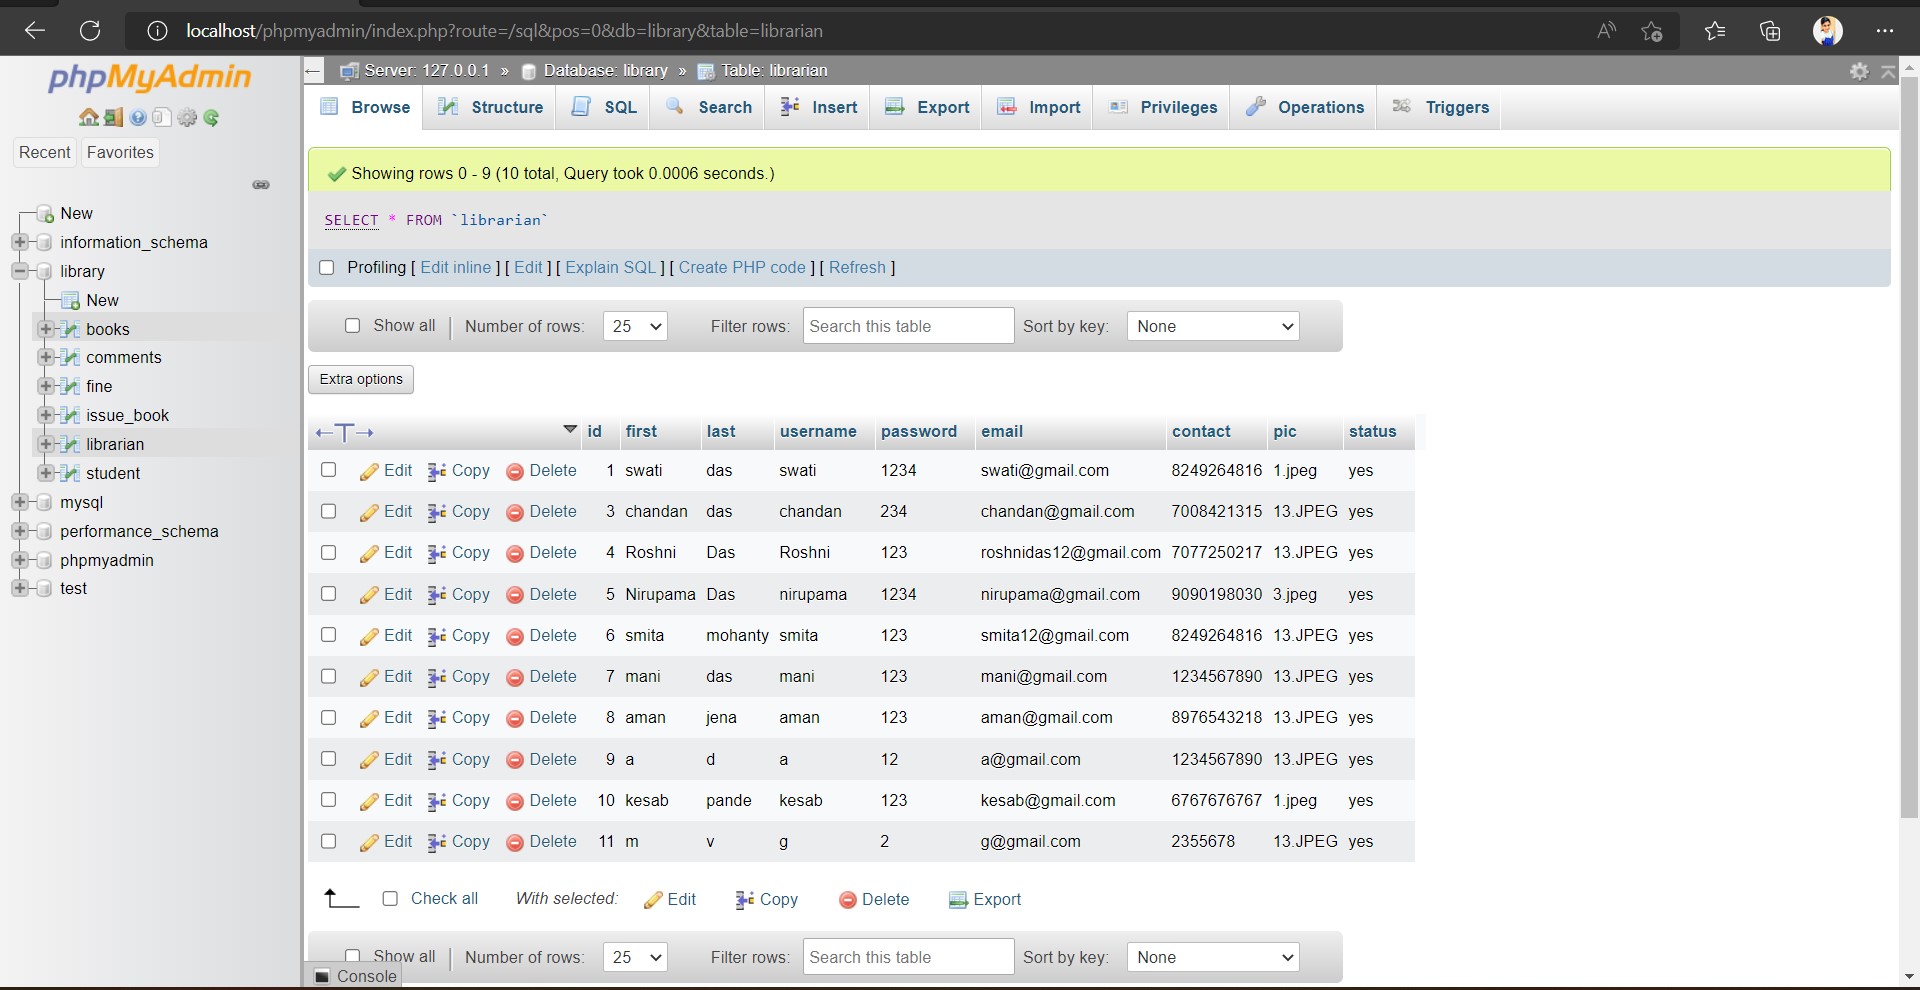 localhost/phpmyadmin/index.php?route=/sql&pos=0&db=library&table=librarian
phpMyAdmin
Recent Favorites
New
information_schema
library
New
books
comments
fine
issue_book
librarian
student
mysql
performance_schema
phpmyadmin
test
Server: 127.0.0.1 » Database: library » Table: librarian
Browse Structure SQL Search Insert Export Import Privileges Operations Triggers
Showing rows 0 - 9 (10 total, Query took 0.0006 seconds.)
SELECT * FROM `librarian`
Profiling [ Edit inline ] [ Edit ] [ Explain SQL ] [ Create PHP code ] [ Refresh ]
Show all | Number of rows: 25 Filter rows: Search this table Sort by key: None
Extra options
id first last username password email contact pic status
Edit Copy Delete 1 swati das swati 1234 swati@gmail.com 8249264816 1.jpeg yes
Edit Copy Delete 3 chandan das chandan 234 chandan@gmail.com 7008421315 13.JPEG yes
Edit Copy Delete 4 Roshni Das Roshni 123 roshnidas12@gmail.com 7077250217 13.JPEG yes
Edit Copy Delete 5 Nirupama Das nirupama 1234 nirupama@gmail.com 9090198030 3.jpeg yes
Edit Copy Delete 6 smita mohanty smita 123 smita12@gmail.com 8249264816 13.JPEG yes
Edit Copy Delete 7 mani das mani 123 mani@gmail.com 1234567890 13.JPEG yes
Edit Copy Delete 8 aman jena aman 123 aman@gmail.com 8976543218 13.JPEG yes
Edit Copy Delete 9 a d a 12 a@gmail.com 1234567890 13.JPEG yes
Edit Copy Delete 10 kesab pande kesab 123 kesab@gmail.com 6767676767 1.jpeg yes
Edit Copy Delete 11 m v g 2 g@gmail.com 2355678 13.JPEG yes
Check all With selected: Edit Copy Delete Export
Show all | Number of rows: 25 Filter rows: Search this table Sort by key: None
Console